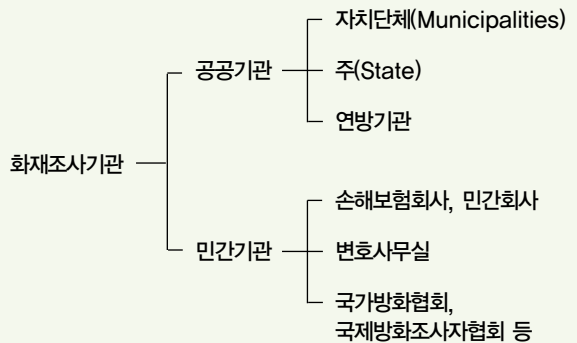 화재조사기관
공공기관
자치단체(Municipalities)
주(State)
연방기관
민간기관
손해보험회사, 민간회사
변호사무실
국가방화협회,
국제방화조사자협회 등